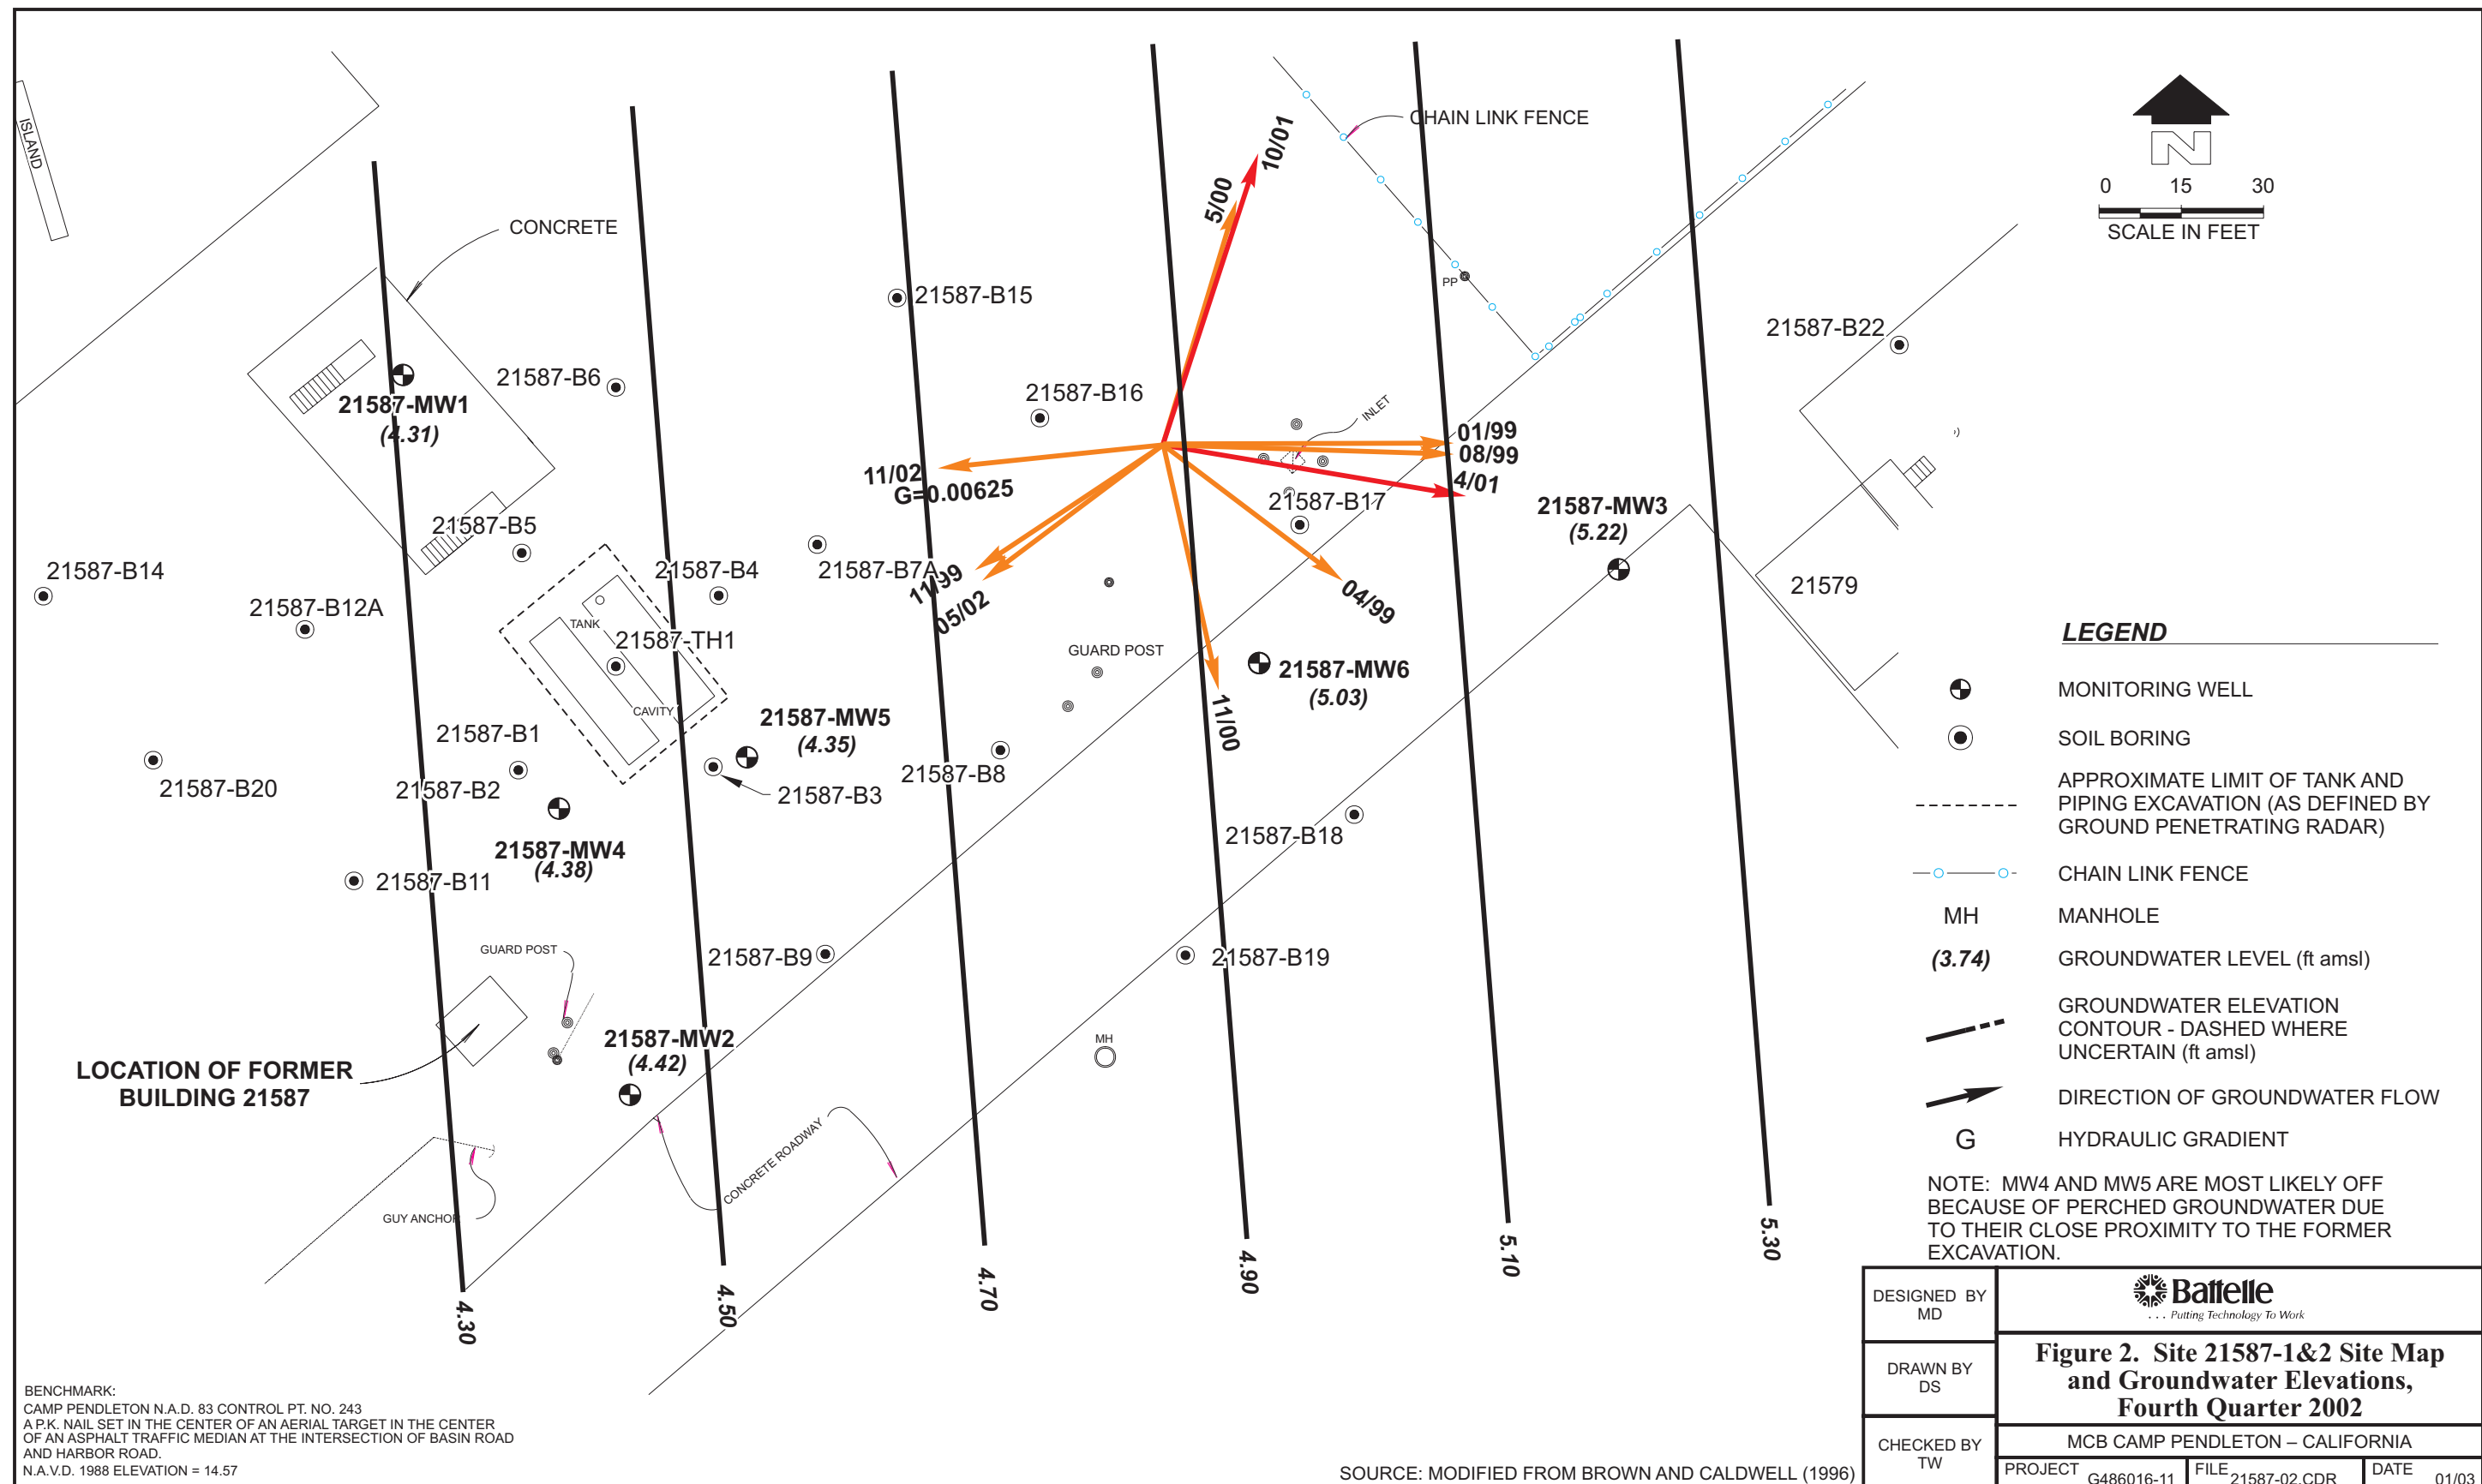 ISLAND
CONCRETE
CHAIN LINK FENCE
10/01
5/00
0 15 30
SCALE IN FEET
21587-B15
PP
21587-B22
21587-B6
21587-MW1
(4.31)
21587-B16
INLET
01/99
08/99
4/01
11/02
G=0.00625
21587-B17
21587-MW3
(5.22)
21587-B5
21587-B14
21587-B4
21587-B7A
11/99
05/02
04/99
21579
21587-B12A
TANK
21587-TH1
GUARD POST
21587-MW6
(5.03)
CAVITY
21587-MW5
(4.35)
11/00
21587-B1
21587-B2
21587-B20
21587-B8
21587-B3
21587-B18
21587-MW4
(4.38)
21587-B11
GUARD POST
21587-B9
21587-B19
MH
21587-MW2
(4.42)
LOCATION OF FORMER
BUILDING 21587
CONCRETE ROADWAY
GUY ANCHOR
4.30
4.50
4.70
4.90
5.10
5.30
LEGEND
MONITORING WELL
SOIL BORING
APPROXIMATE LIMIT OF TANK AND
PIPING EXCAVATION (AS DEFINED BY
GROUND PENETRATING RADAR)
CHAIN LINK FENCE
MH MANHOLE
(3.74) GROUNDWATER LEVEL (ft amsl)
GROUNDWATER ELEVATION
CONTOUR - DASHED WHERE
UNCERTAIN (ft amsl)
DIRECTION OF GROUNDWATER FLOW
G HYDRAULIC GRADIENT
NOTE: MW4 AND MW5 ARE MOST LIKELY OFF
BECAUSE OF PERCHED GROUNDWATER DUE
TO THEIR CLOSE PROXIMITY TO THE FORMER
EXCAVATION.
BENCHMARK:
CAMP PENDLETON N.A.D. 83 CONTROL PT. NO. 243
A P.K. NAIL SET IN THE CENTER OF AN AERIAL TARGET IN THE CENTER
OF AN ASPHALT TRAFFIC MEDIAN AT THE INTERSECTION OF BASIN ROAD
AND HARBOR ROAD.
N.A.V.D. 1988 ELEVATION = 14.57
SOURCE: MODIFIED FROM BROWN AND CALDWELL (1996)
DESIGNED BY
MD
DRAWN BY
DS
CHECKED BY
TW
Battelle
. . . Putting Technology To Work
Figure 2. Site 21587-1&2 Site Map
and Groundwater Elevations,
Fourth Quarter 2002
MCB CAMP PENDLETON – CALIFORNIA
PROJECT G486016-11 FILE 21587-02.CDR DATE 01/03
N